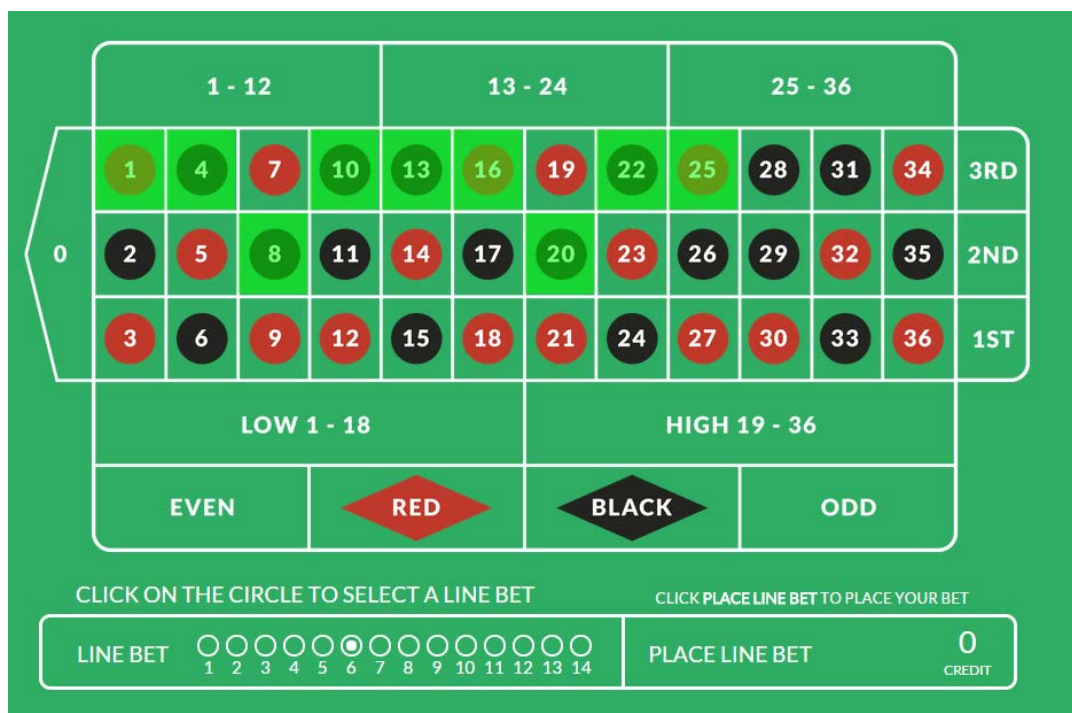 1 - 12 13 - 24 25 - 36
1 4 7 10 13 16 19 22 25 28 31 34 3RD
0 2 5 8 11 14 17 20 23 26 29 32 35 2ND
3 6 9 12 15 18 21 24 27 30 33 36 1ST
LOW 1 - 18 HIGH 19 - 36
EVEN RED BLACK ODD
CLICK ON THE CIRCLE TO SELECT A LINE BET
CLICK PLACE LINE BET TO PLACE YOUR BET
LINE BET
1 2 3 4 5 6 7 8 9 10 11 12 13 14
PLACE LINE BET
0
CREDIT